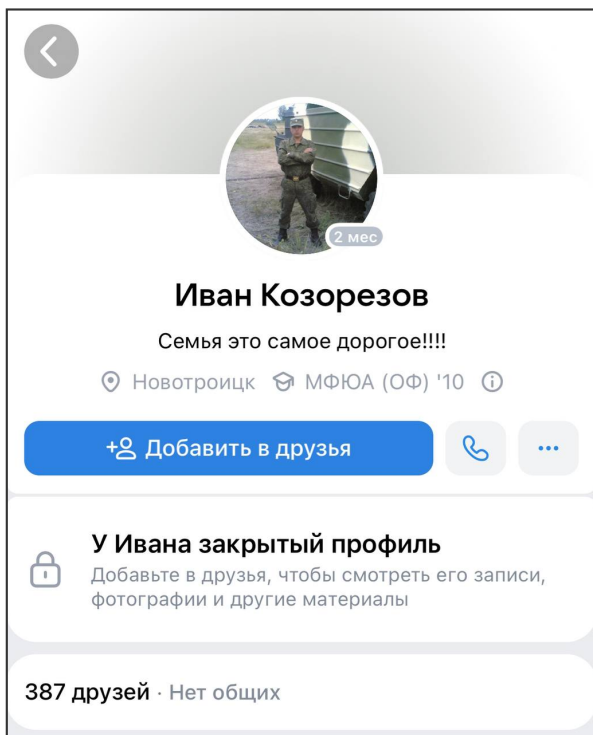 2 мес
Иван Козорезов
Семья это самое дорогое!!!!
Новотроицк МФЮА (ОФ) '10
Добавить в друзья
У Ивана закрытый профиль
Добавьте в друзья, чтобы смотреть его записи,
фотографии и другие материалы
387 друзей · Нет общих